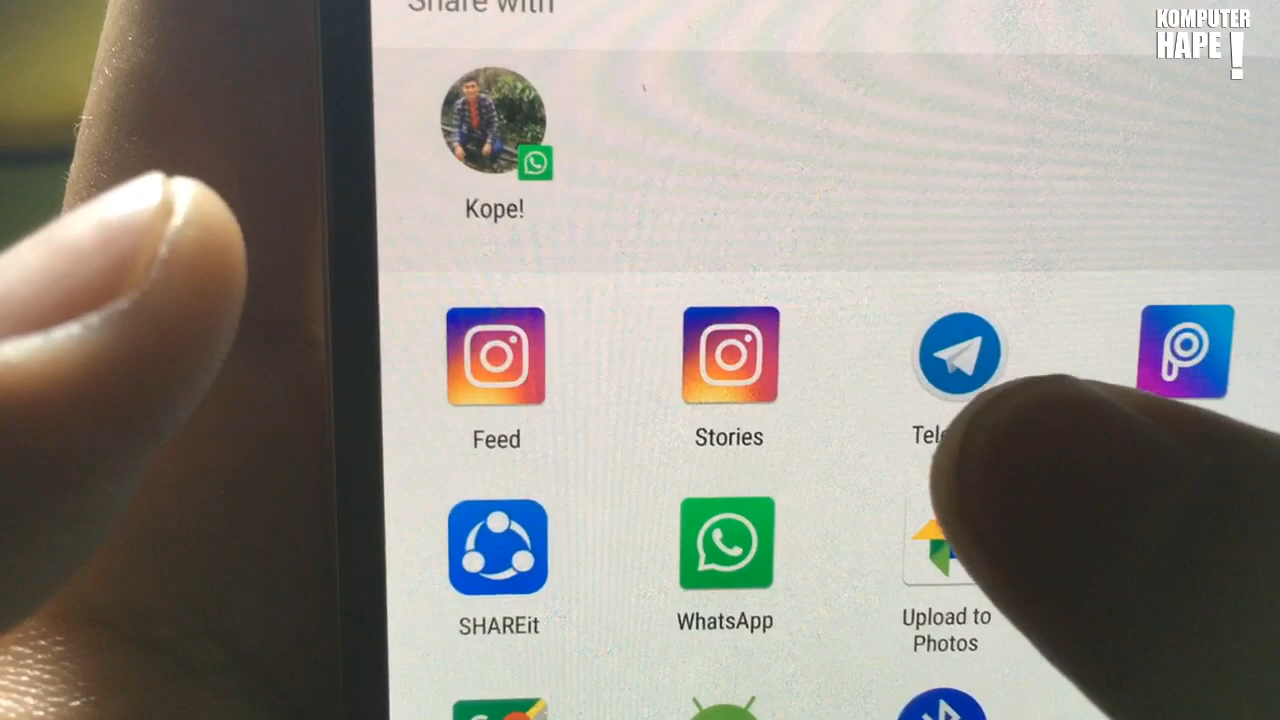 Share with
KOMPUTER
HAPE!
Kope!
Feed
Stories
SHAREit
WhatsApp
Upload to
Photos